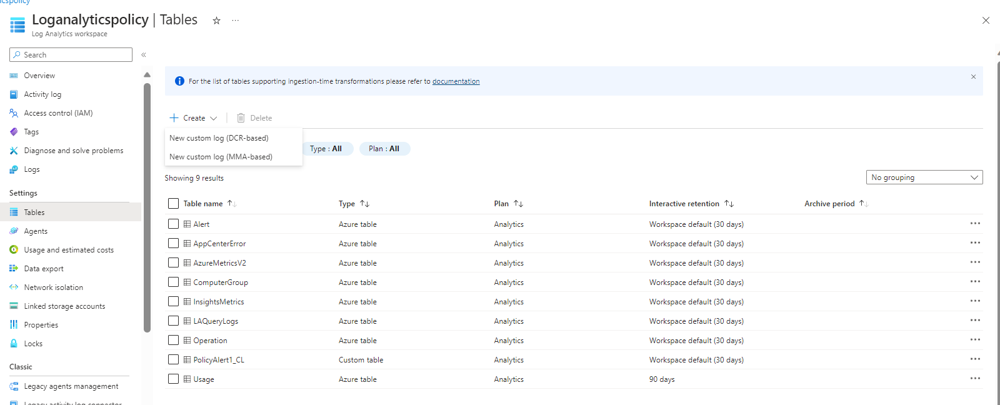 Loganalyticspolicy | Tables
Log Analytics workspace
Search
Overview
Activity log
Access control (IAM)
Tags
Diagnose and solve problems
Logs
Settings
Tables
Agents
Usage and estimated costs
Data export
Network isolation
Linked storage accounts
Properties
Locks
Classic
Legacy agents management
Legacy activity log connector
For the list of tables supporting ingestion-time transformations please refer to documentation
Create Delete
New custom log (DCR-based)
New custom log (MMA-based)
Type : All Plan : All
Showing 9 results No grouping
Table name Type Plan Interactive retention Archive period
Alert Azure table Analytics Workspace default (30 days)
AppCenterError Azure table Analytics Workspace default (30 days)
AzureMetricsV2 Azure table Analytics Workspace default (30 days)
ComputerGroup Azure table Analytics Workspace default (30 days)
InsightsMetrics Azure table Analytics Workspace default (30 days)
LAQueryLogs Azure table Analytics Workspace default (30 days)
Operation Azure table Analytics Workspace default (30 days)
PolicyAlert1_CL Custom table Analytics Workspace default (30 days)
Usage Azure table Analytics 90 days